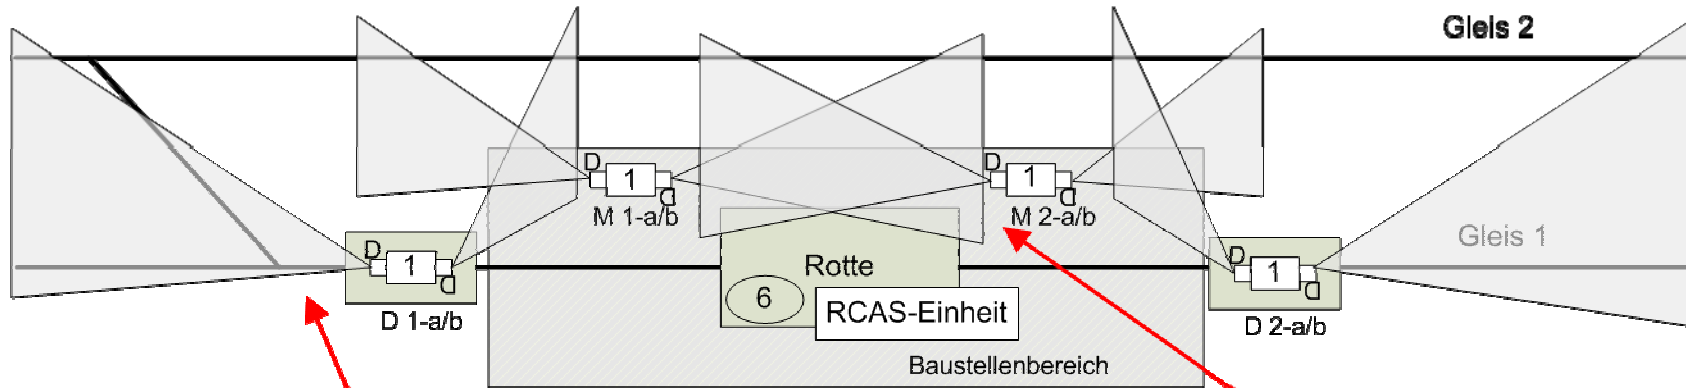 Gleis 2
D
1
D
M 1-a/b
D
1
D
M 2-a/b
Gleis 1
D
1
D
D 1-a/b
Rotte
6
RCAS-Einheit
D
1
D
D 2-a/b
Baustellenbereich